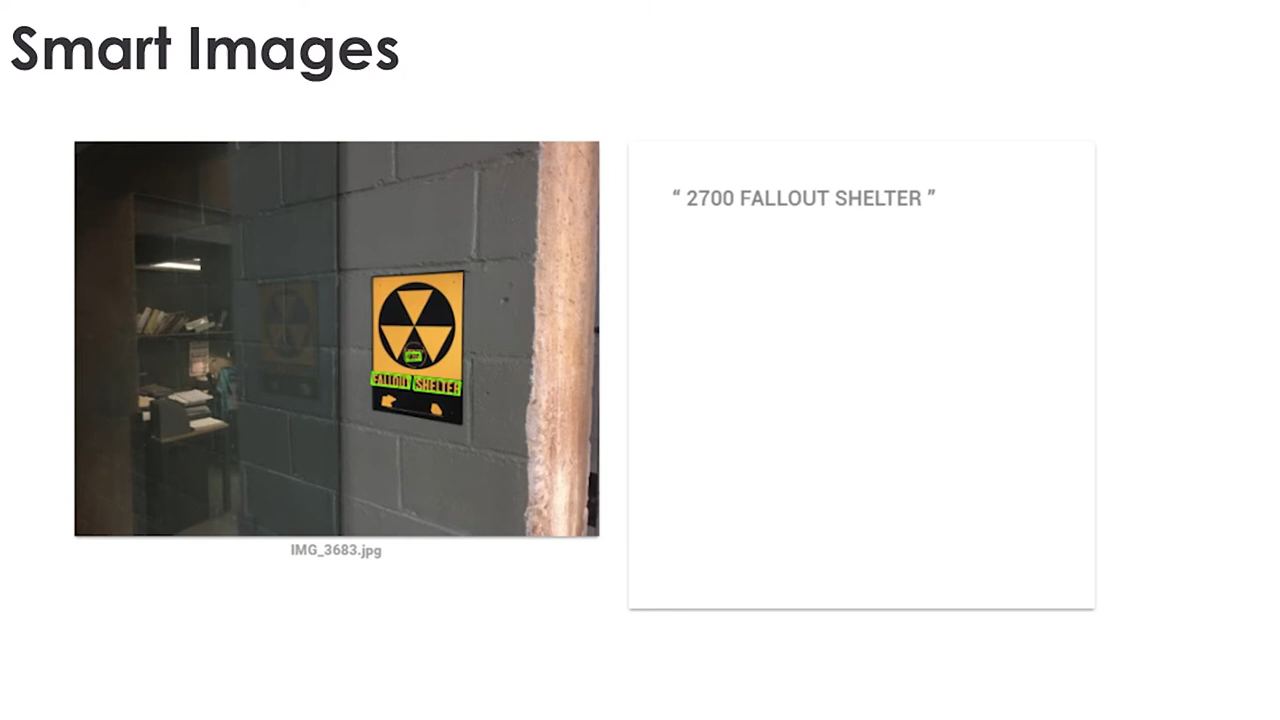 Smart Images
“ 2700 FALLOUT SHELTER ”
FALLOUT SHELTER
IMG_3683.jpg